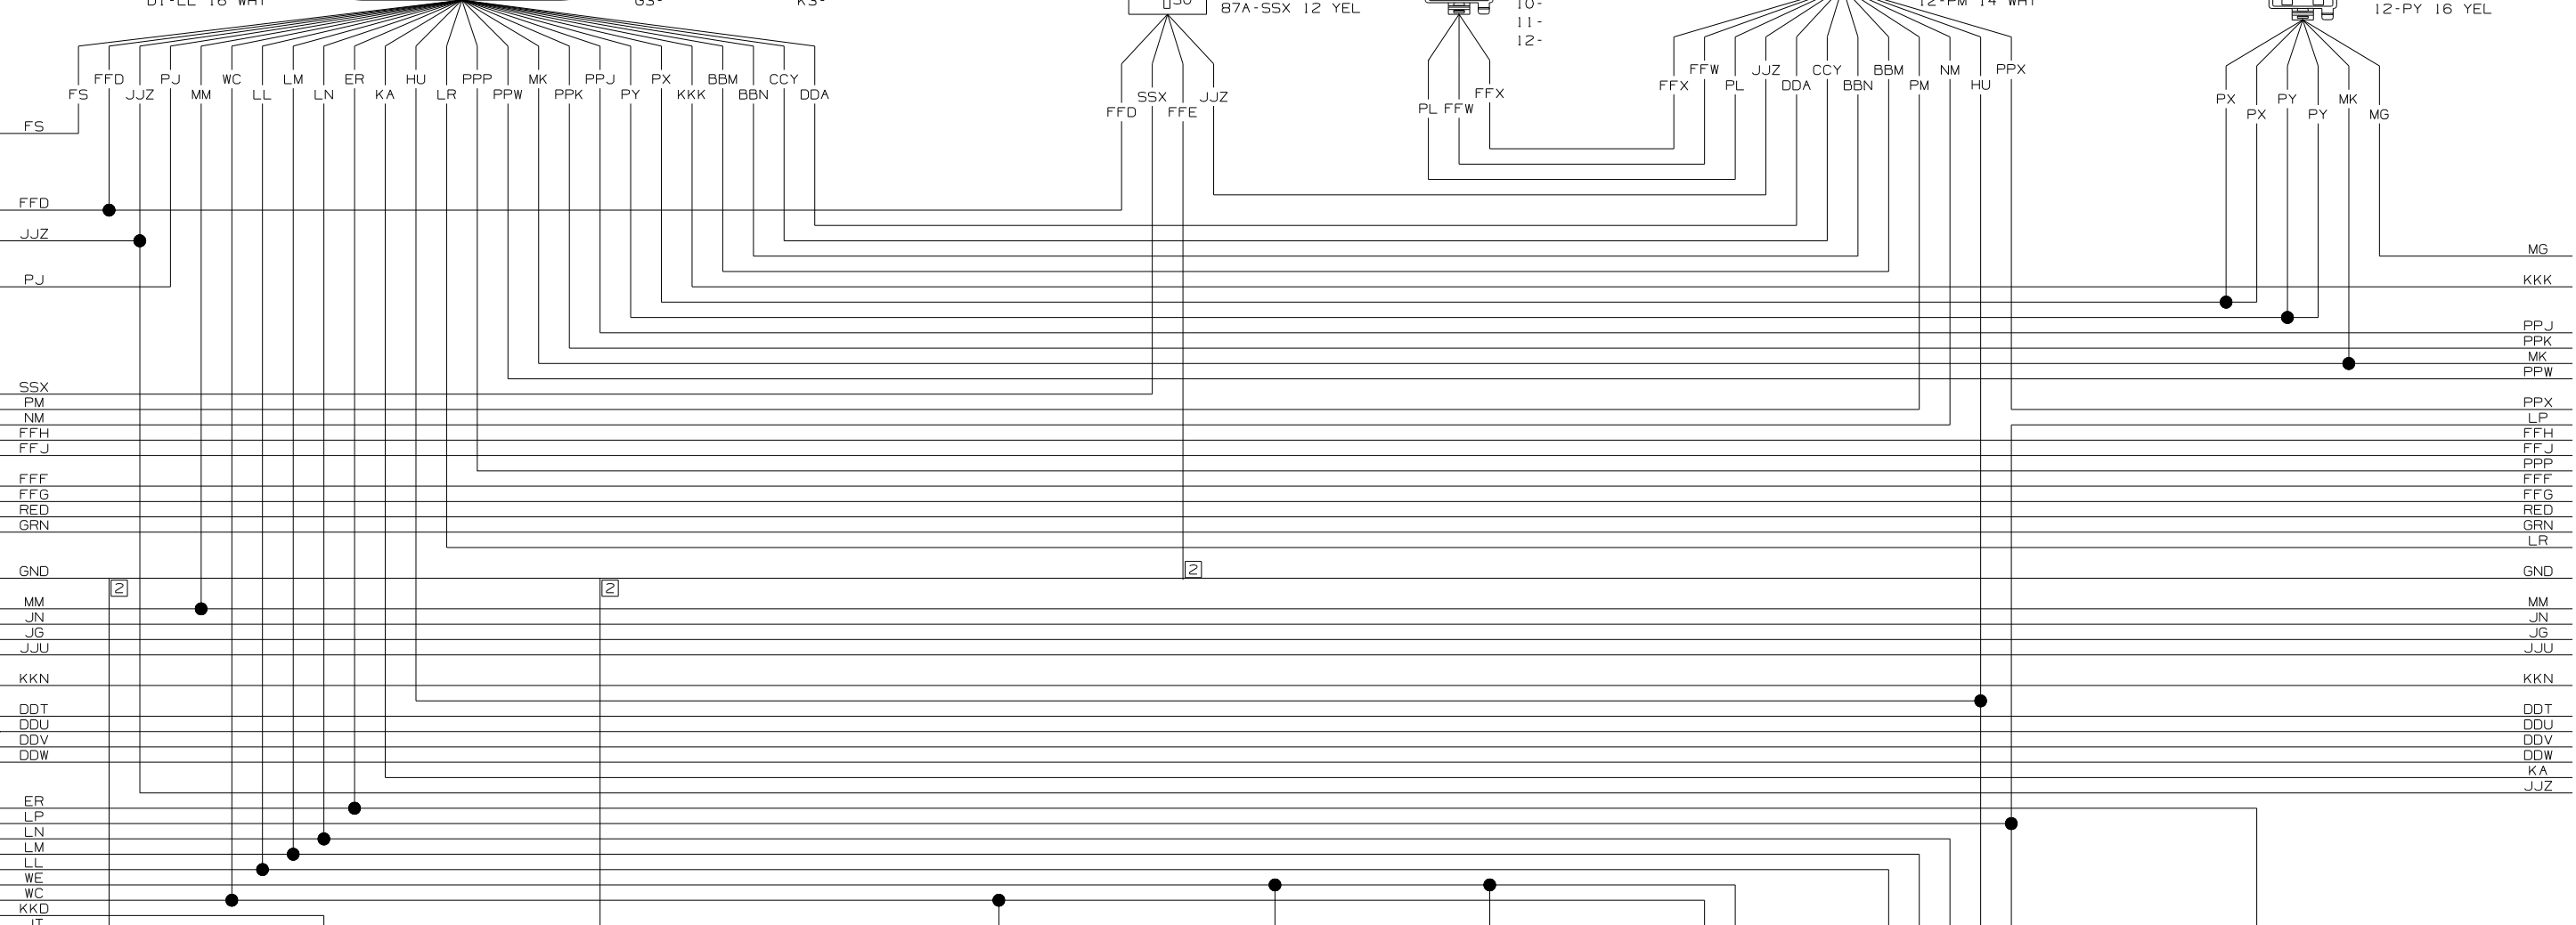 D1-LL 16 WHT
GS-
KS-
30
87A-SSX 12 YEL
10-
11-
12-
12-PM 14 WHT
12-PY 16 YEL
FFD PJ WC LM ER HU PPP MK PPJ PX BBM CCY
FS JJZ MM LL LN KA LR PPW PPK PY KKK BBN DDA
SSX JJZ
FFD FFE
FFX
PL FFW
FFW JJZ CCY BBM NM PPX
FFX PL DDA BBN PM HU
PX PY MK
PX PY MG
FS
FFD
JJZ
MG
PJ
KKK
PPJ
PPK
MK
PPW
SSX
PM
PPX
NM
LP
FFH
FFH
FFJ
FFJ
PPP
FFF
FFF
FFG
FFG
RED
RED
GRN
GRN
LR
GND
2
GND
2
2
MM
MM
JN
JN
JG
JG
JJU
JJU
KKN
KKN
DDT
DDT
DDU
DDU
DDV
DDV
DDW
DDW
KA
JJZ
ER
LP
LN
LM
LL
WE
WC
KKD